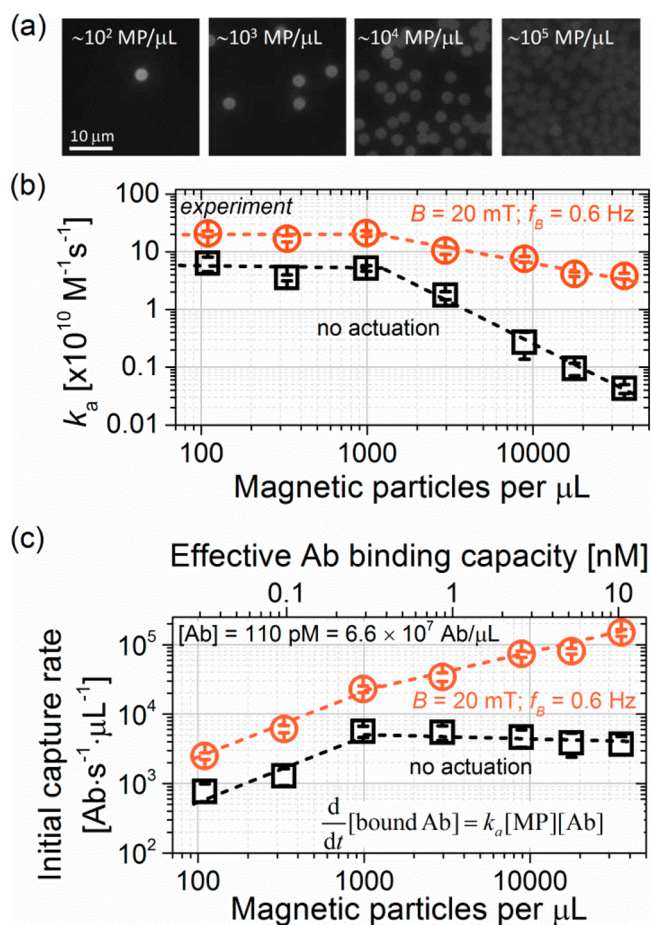 (a)
~10² MP/μL
~10³ MP/μL
~10⁴ MP/μL
~10⁵ MP/μL
10 μm
(b)
experiment
B = 20 mT; f_B = 0.6 Hz
no actuation
kₐ [x10¹⁰ M⁻¹s⁻¹]
100
10
1
0.1
0.01
100
1000
10000
Magnetic particles per μL
(c)
Effective Ab binding capacity [nM]
0.1
1
10
[Ab] = 110 pM = 6.6 × 10⁷ Ab/μL
B = 20 mT; f_B = 0.6 Hz
no actuation
d/dt [bound Ab] = kₐ[MP][Ab]
Initial capture rate
[Ab·s⁻¹·μL⁻¹]
10⁵
10⁴
10³
10²
100
1000
10000
Magnetic particles per μL